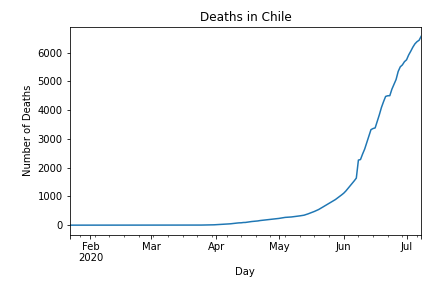 Deaths in Chile
Number of Deaths
6000
5000
4000
3000
2000
1000
0
Feb
2020
Mar
Apr
May
Jun
Jul
Day